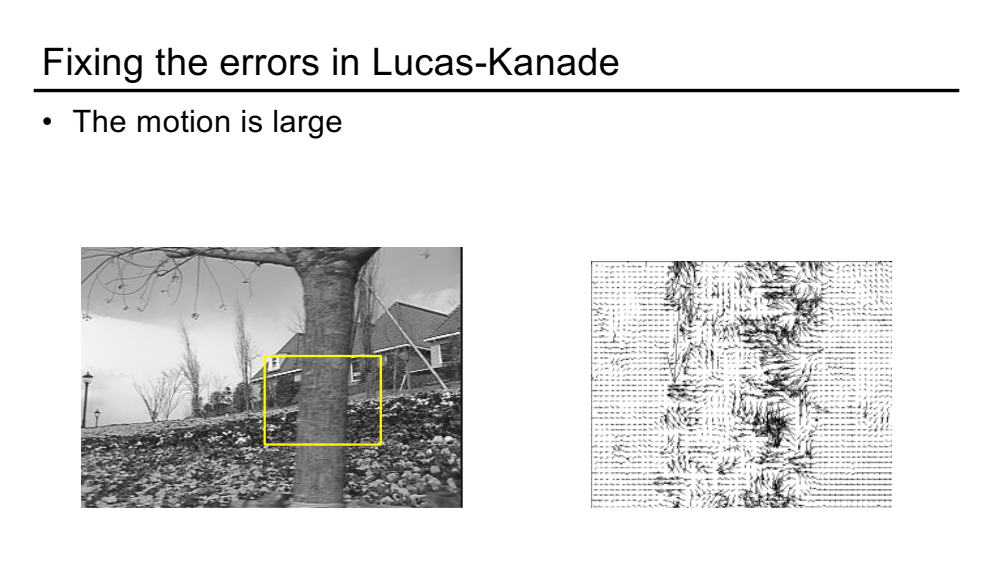 Fixing the errors in Lucas-Kanade
• The motion is large